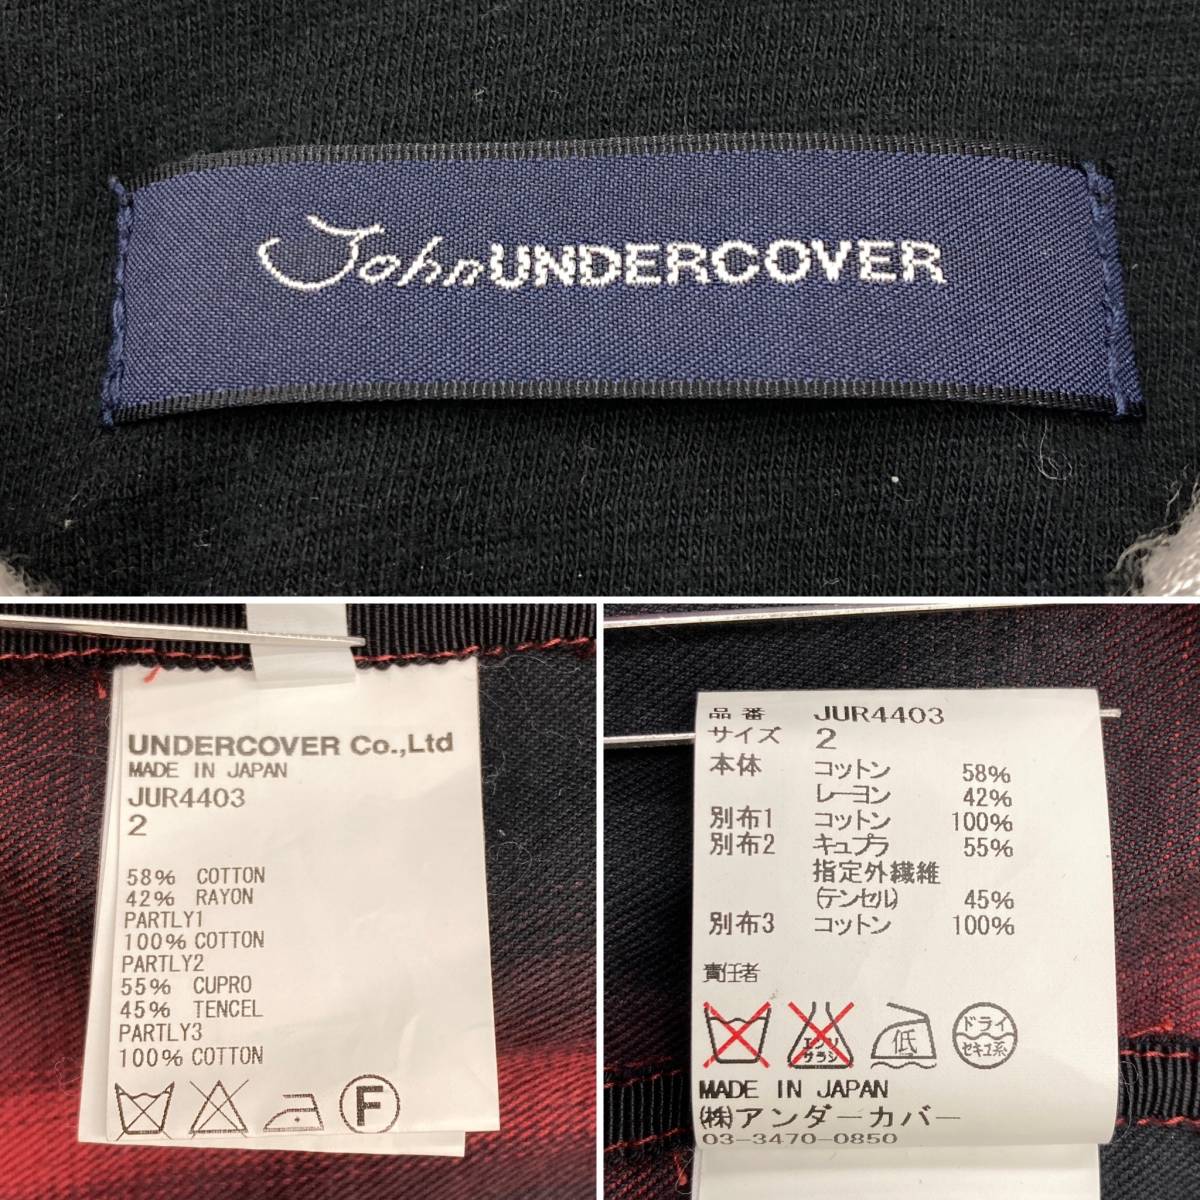 John UNDERCOVER
UNDERCOVER Co.,Ltd
MADE IN JAPAN
JUR4403
2
58% COTTON
42% RAYON
PARTLY1
100% COTTON
PARTLY2
55% CUPRO
45% TENCEL
PARTLY3
100% COTTON
F
品番 JUR4403
サイズ 2
本体 コットン 58%
レーヨン 42%
別布1 コットン 100%
別布2 キュプラ 55%
指定外繊維
(テンセル) 45%
別布3 コットン 100%
責任者
エンソ
サラシ
低
ドライ
セキユ系
MADE IN JAPAN
(株)アンダーカバー
03-3470-0850